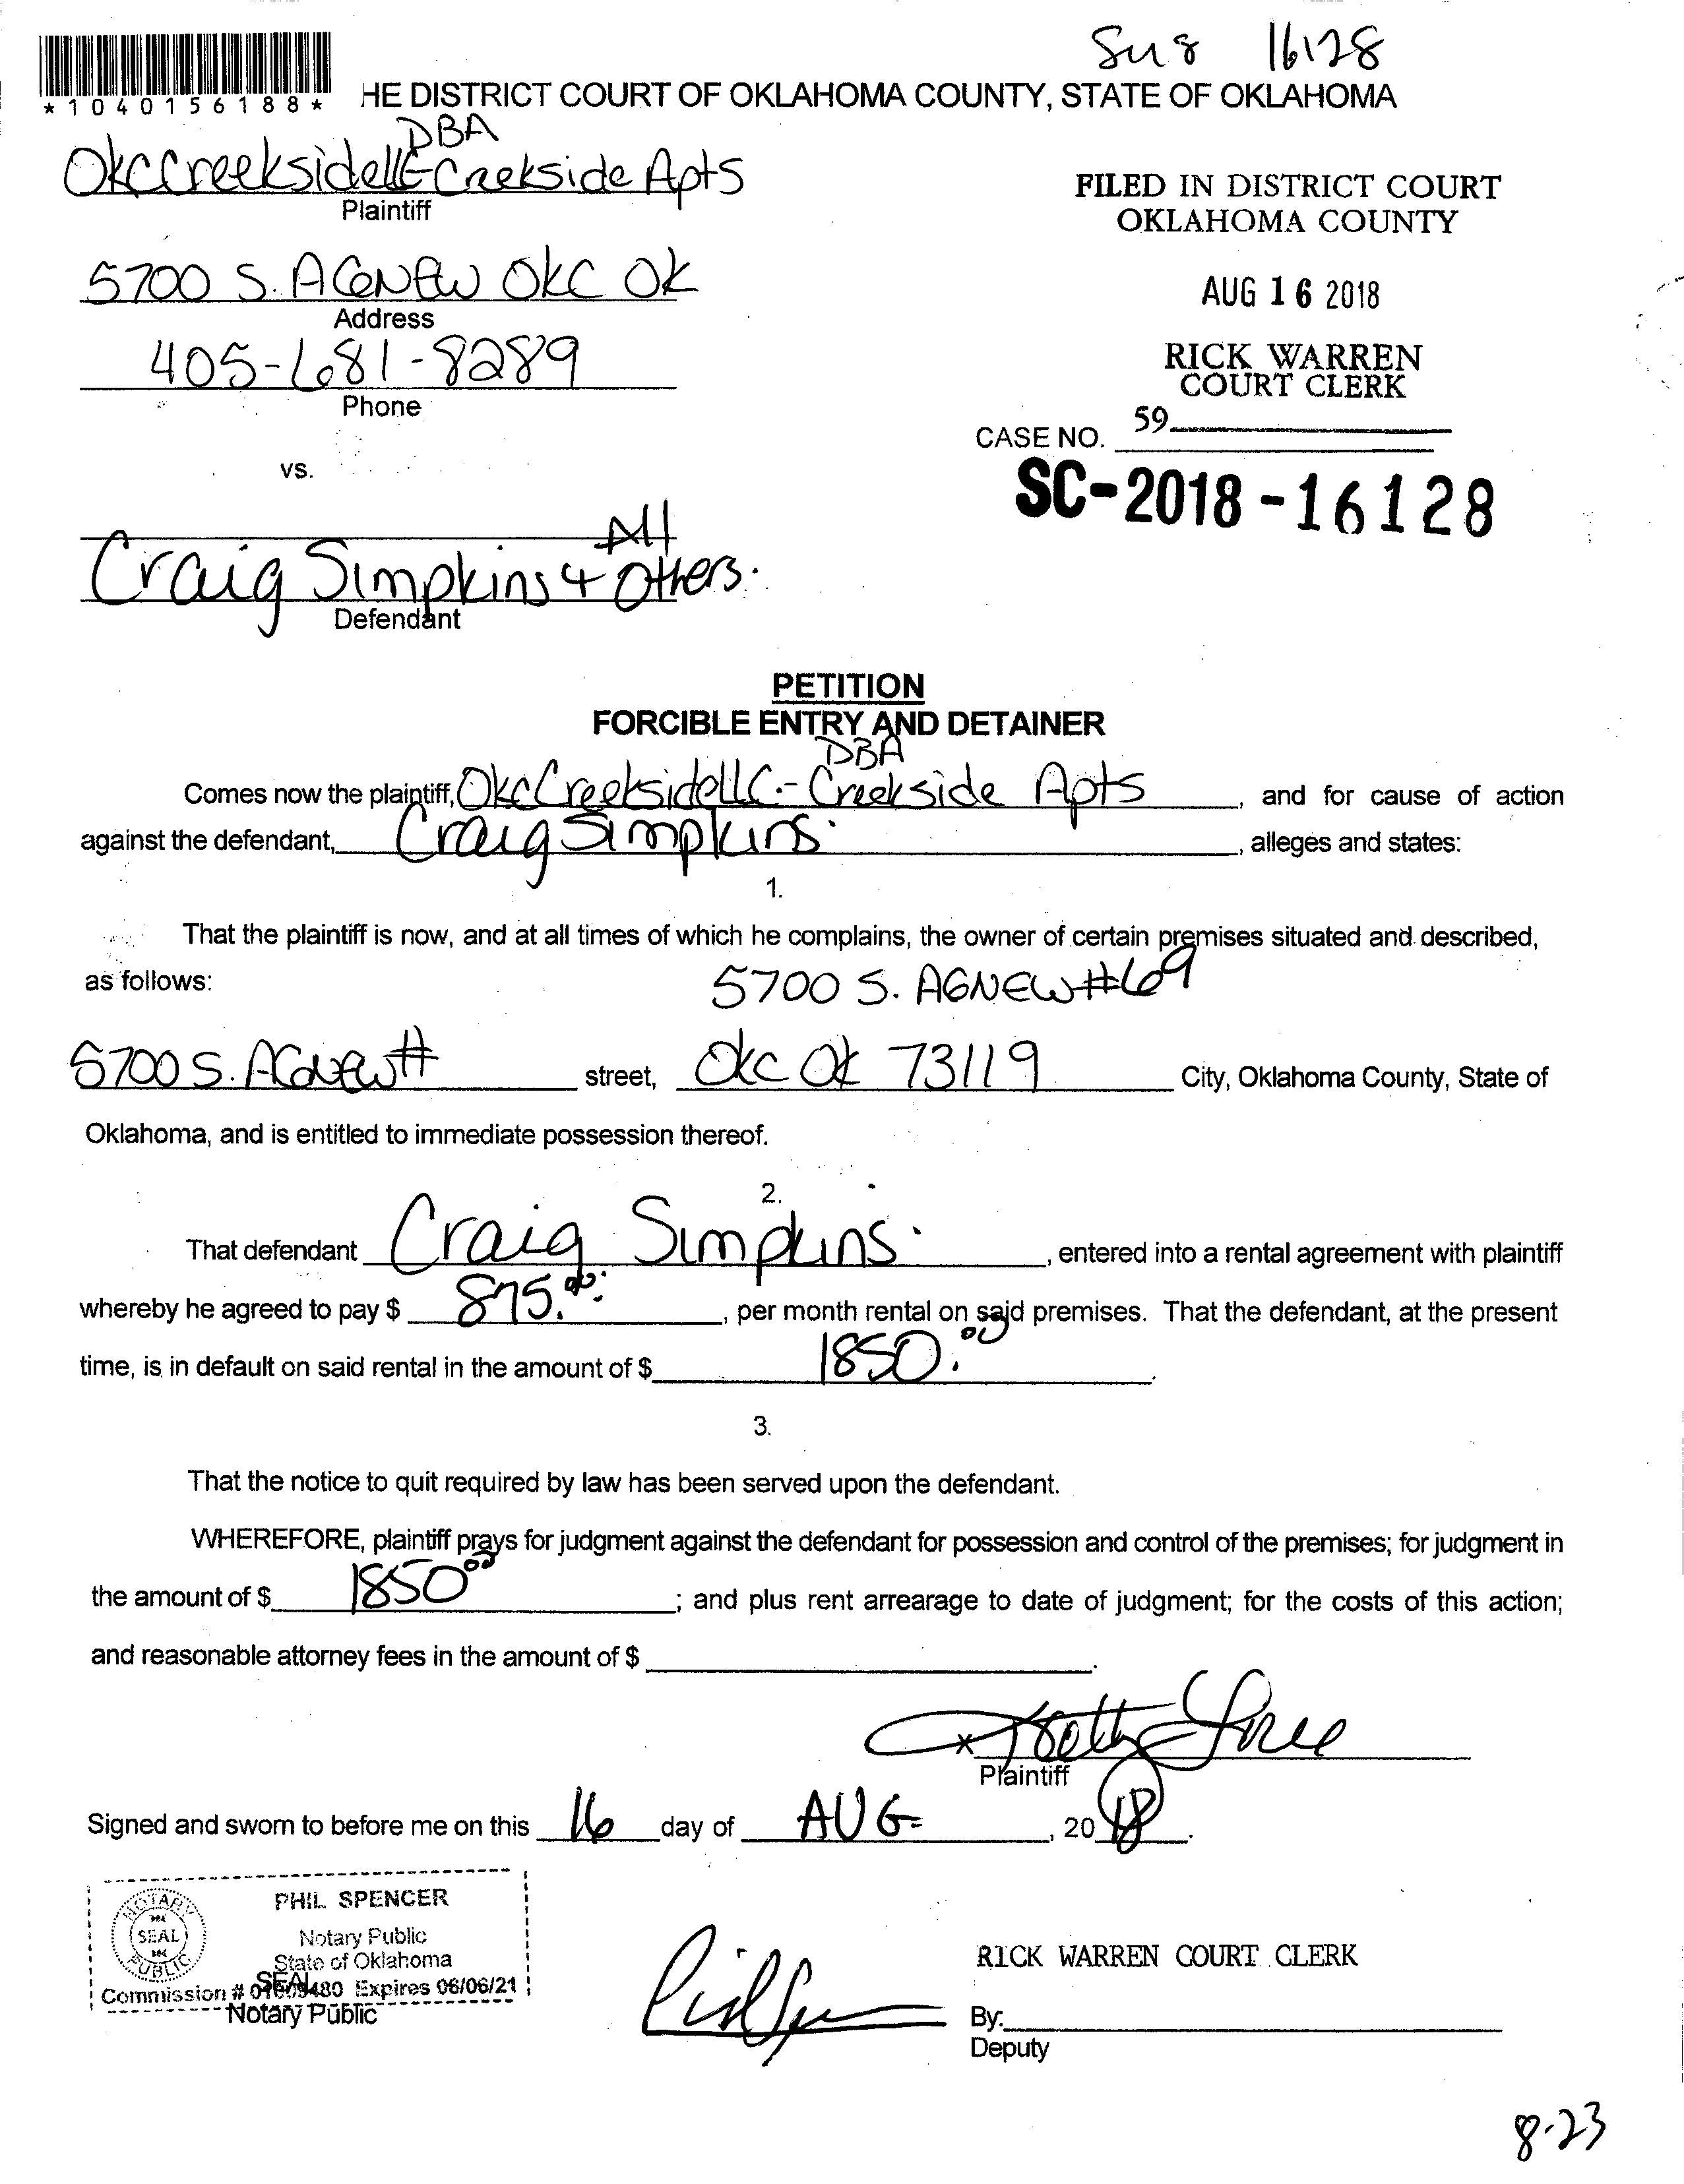 16128
*1040156188*
HE DISTRICT COURT OF OKLAHOMA COUNTY, STATE OF OKLAHOMA
DBA
OkcCreeksidellC-Creekside Apts
Plaintiff
FILED IN DISTRICT COURT
OKLAHOMA COUNTY
5700 S. AGNEW OKC OK
Address
AUG 16 2018
405-681-8289
Phone
RICK WARREN
COURT CLERK
CASE NO. 59
vs.
SC-2018-16128
All
Craig Simpkins & Others.
Defendant
PETITION
FORCIBLE ENTRY AND DETAINER
DBA
Comes now the plaintiff, OkcCreeksidellC.-Creekside Apts, and for cause of action
against the defendant, Craig Simpkins, alleges and states:
1.
That the plaintiff is now, and at all times of which he complains, the owner of certain premises situated and described,
as follows: 5700 S. AGNEW #69
5700 S. AGNEW # street, Okc Ok 73119 City, Oklahoma County, State of
Oklahoma, and is entitled to immediate possession thereof.
2.
That defendant Craig Simpkins, entered into a rental agreement with plaintiff
whereby he agreed to pay $ 875.00, per month rental on said premises. That the defendant, at the present
time, is in default on said rental in the amount of $ 1850.00.
3.
That the notice to quit required by law has been served upon the defendant.
WHEREFORE, plaintiff prays for judgment against the defendant for possession and control of the premises; for judgment in
the amount of $ 1850 00; and plus rent arrearage to date of judgment; for the costs of this action;
and reasonable attorney fees in the amount of $ .
x
Plaintiff
Signed and sworn to before me on this 16 day of AUG, 2018.
PHIL SPENCER
NOTARY
SEAL
PUBLIC
Notary Public
State of Oklahoma
SEAL
Commission # Expires 06/06/21
Notary Public
RICK WARREN COURT CLERK
By:
Deputy
8-23